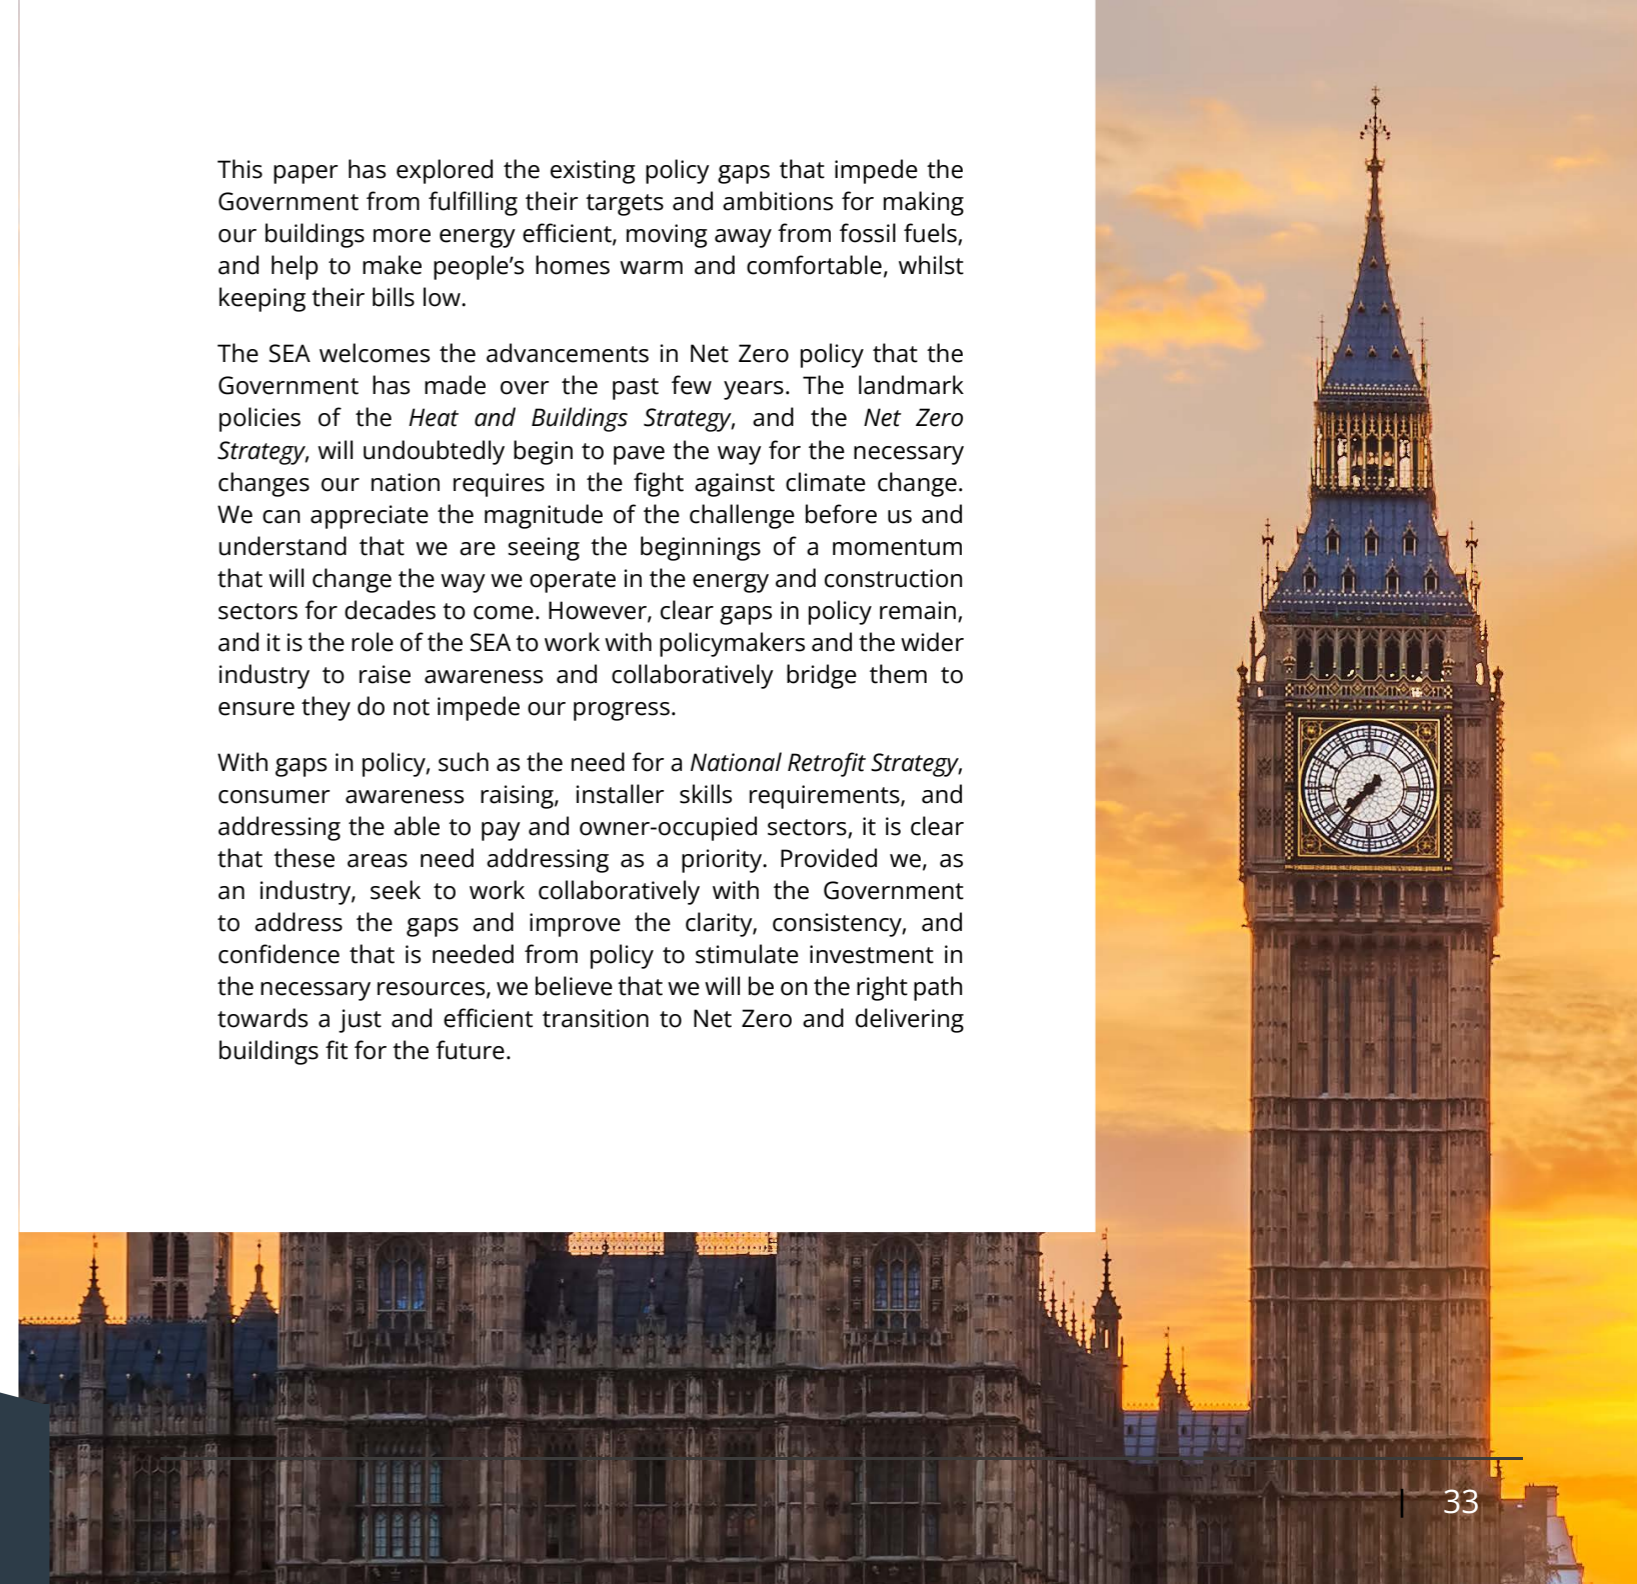 This paper has explored the existing policy gaps that impede the
Government from fulfilling their targets and ambitions for making
our buildings more energy efficient, moving away from fossil fuels,
and help to make people’s homes warm and comfortable, whilst
keeping their bills low.
The SEA welcomes the advancements in Net Zero policy that the
Government has made over the past few years. The landmark
policies of the Heat and Buildings Strategy, and the Net Zero
Strategy, will undoubtedly begin to pave the way for the necessary
changes our nation requires in the fight against climate change.
We can appreciate the magnitude of the challenge before us and
understand that we are seeing the beginnings of a momentum
that will change the way we operate in the energy and construction
sectors for decades to come. However, clear gaps in policy remain,
and it is the role of the SEA to work with policymakers and the wider
industry to raise awareness and collaboratively bridge them to
ensure they do not impede our progress.
With gaps in policy, such as the need for a National Retrofit Strategy,
consumer awareness raising, installer skills requirements, and
addressing the able to pay and owner-occupied sectors, it is clear
that these areas need addressing as a priority. Provided we, as
an industry, seek to work collaboratively with the Government
to address the gaps and improve the clarity, consistency, and
confidence that is needed from policy to stimulate investment in
the necessary resources, we believe that we will be on the right path
towards a just and efficient transition to Net Zero and delivering
buildings fit for the future.
| 33